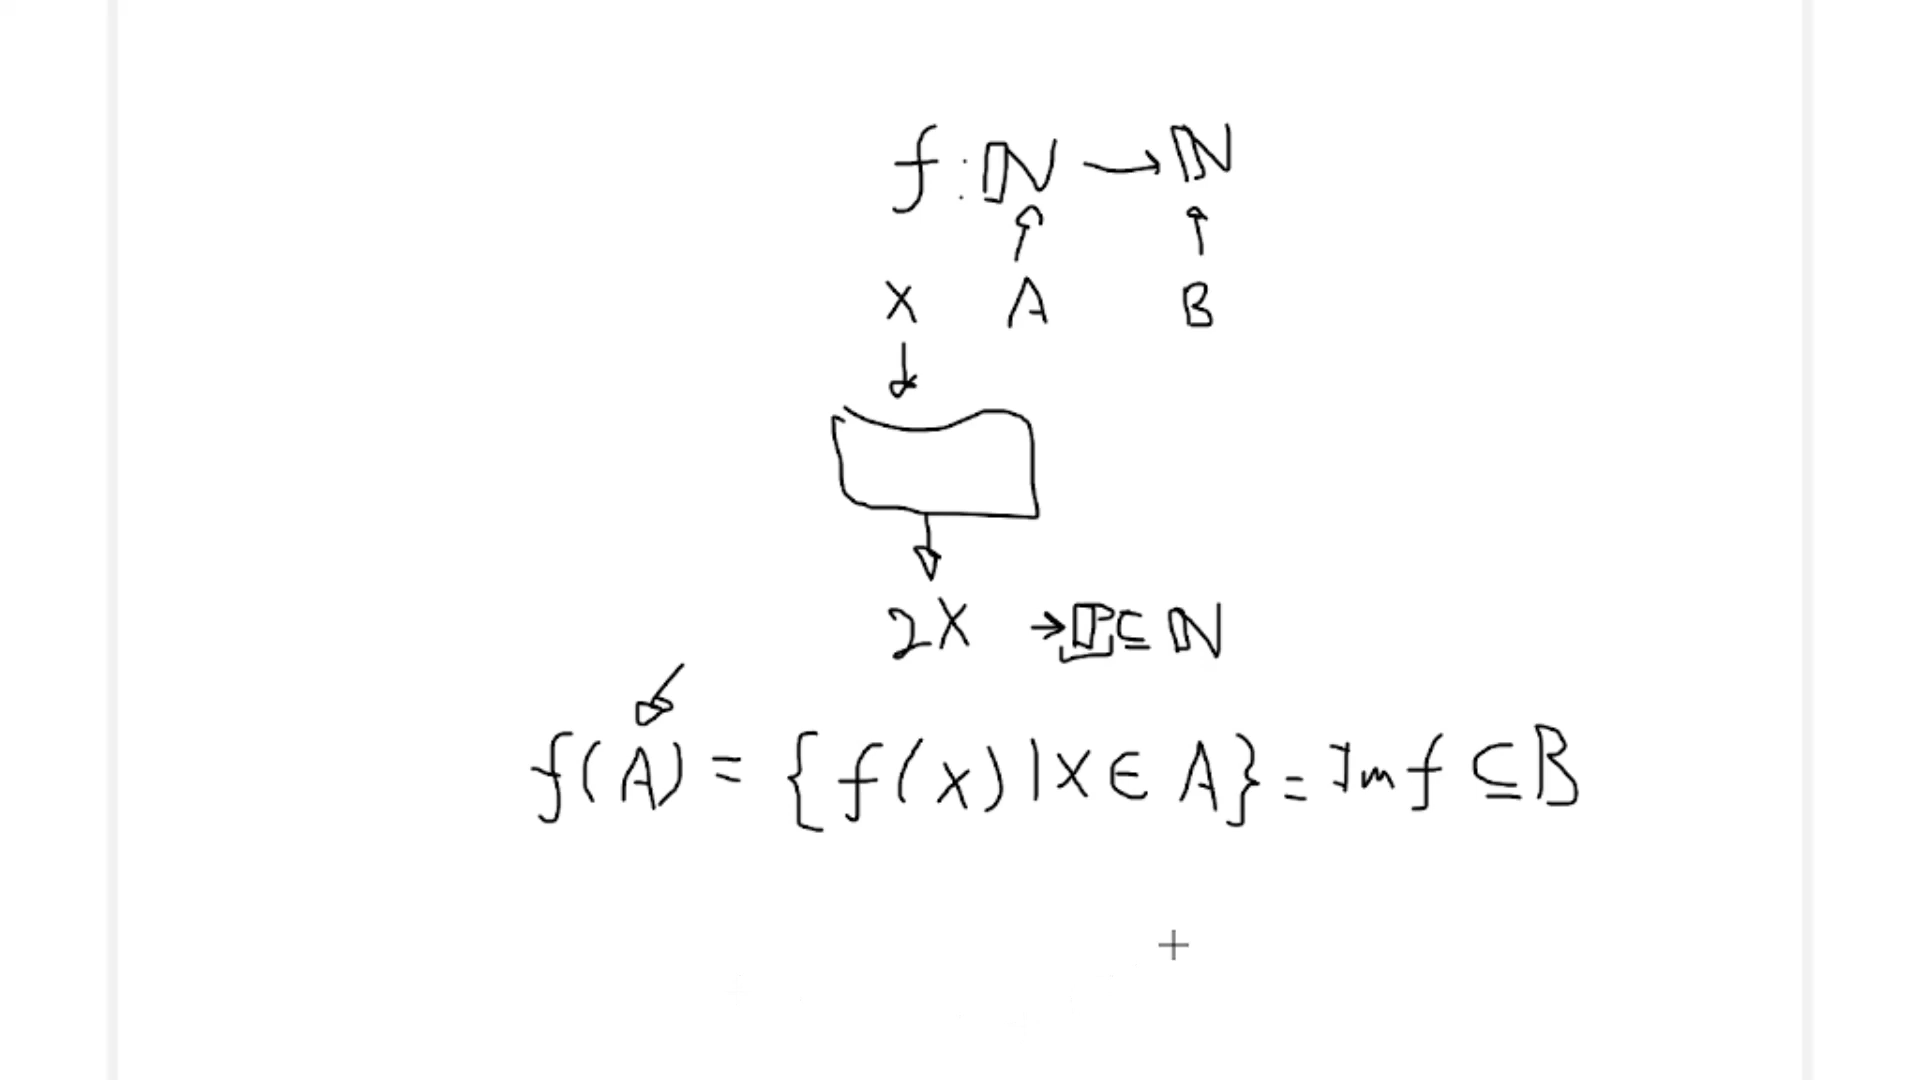 f : ℕ → ℕ
x A B
2x → ℙ ⊆ ℕ
f(A) = {f(x) | x ∈ A} = Im f ⊆ B